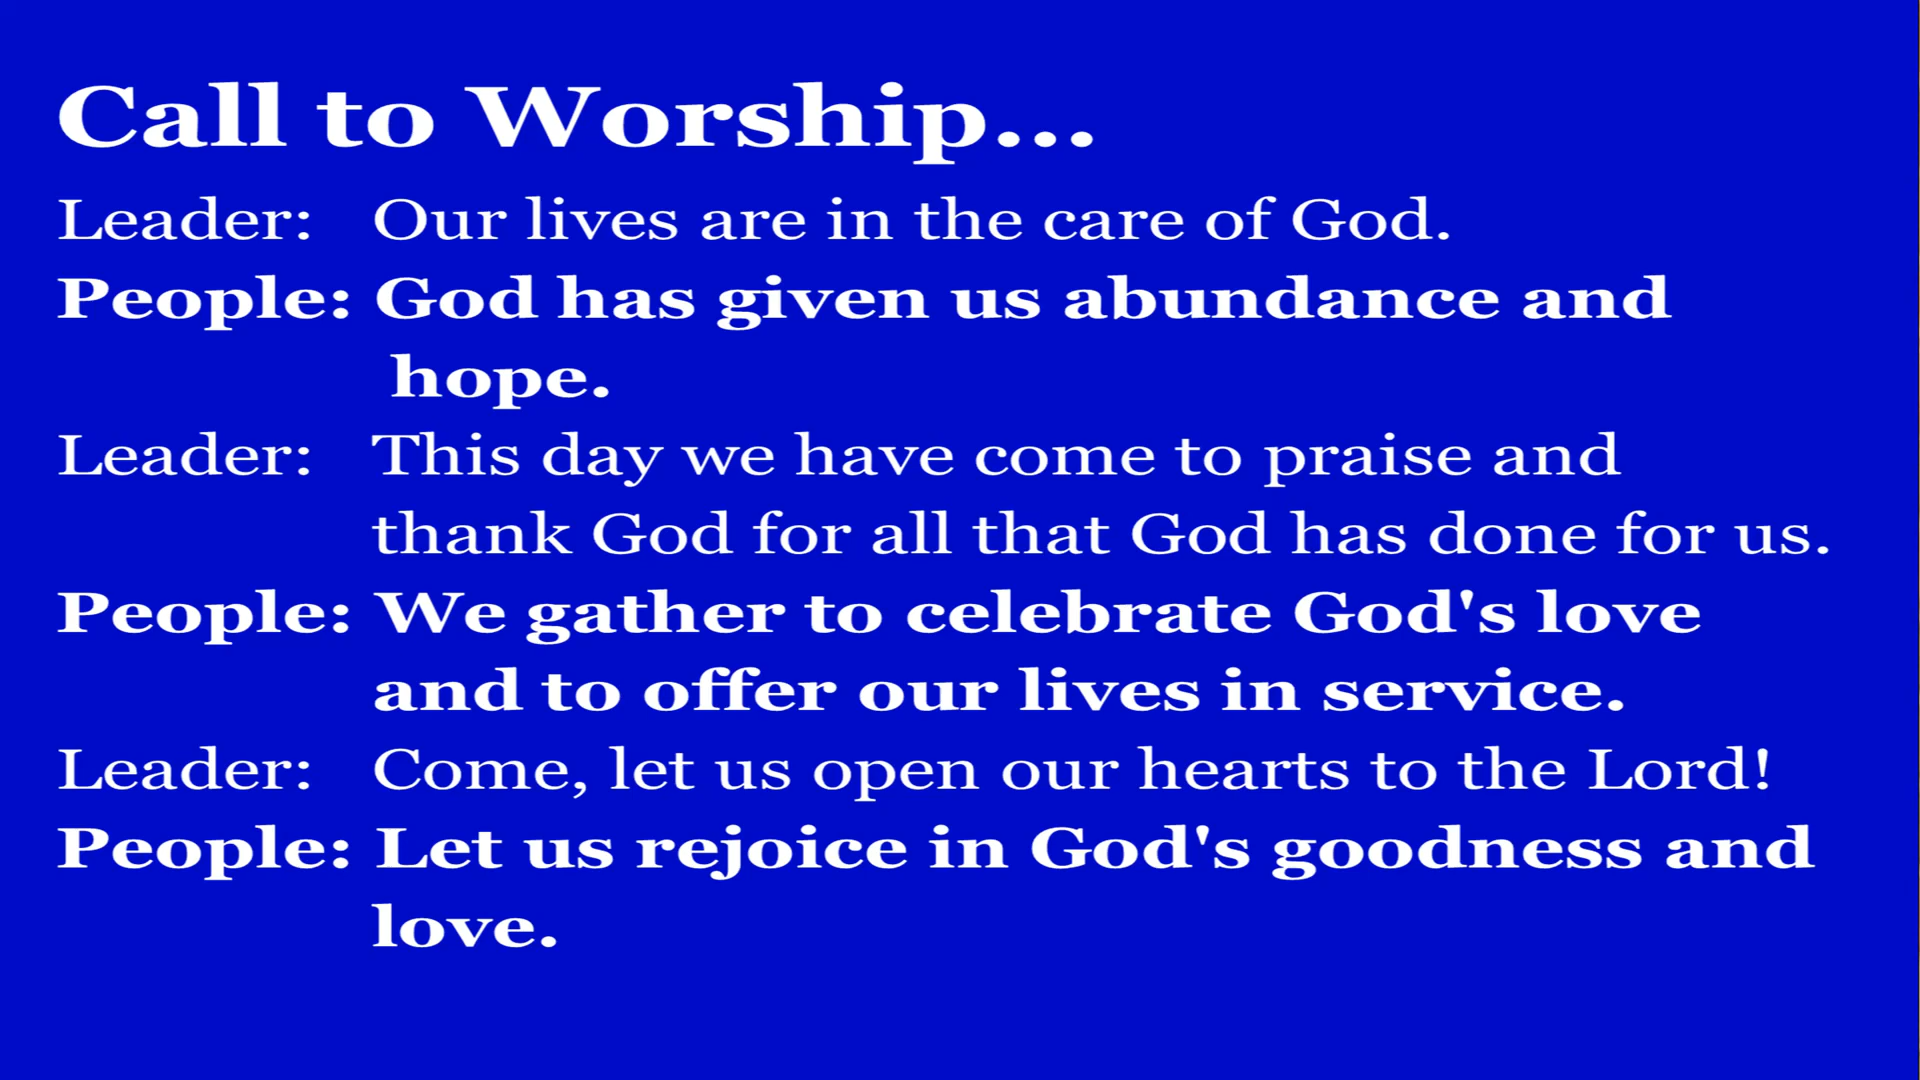 Call to Worship...
Leader: Our lives are in the care of God.
People: God has given us abundance and
hope.
Leader: This day we have come to praise and
thank God for all that God has done for us.
People: We gather to celebrate God's love
and to offer our lives in service.
Leader: Come, let us open our hearts to the Lord!
People: Let us rejoice in God's goodness and
love.